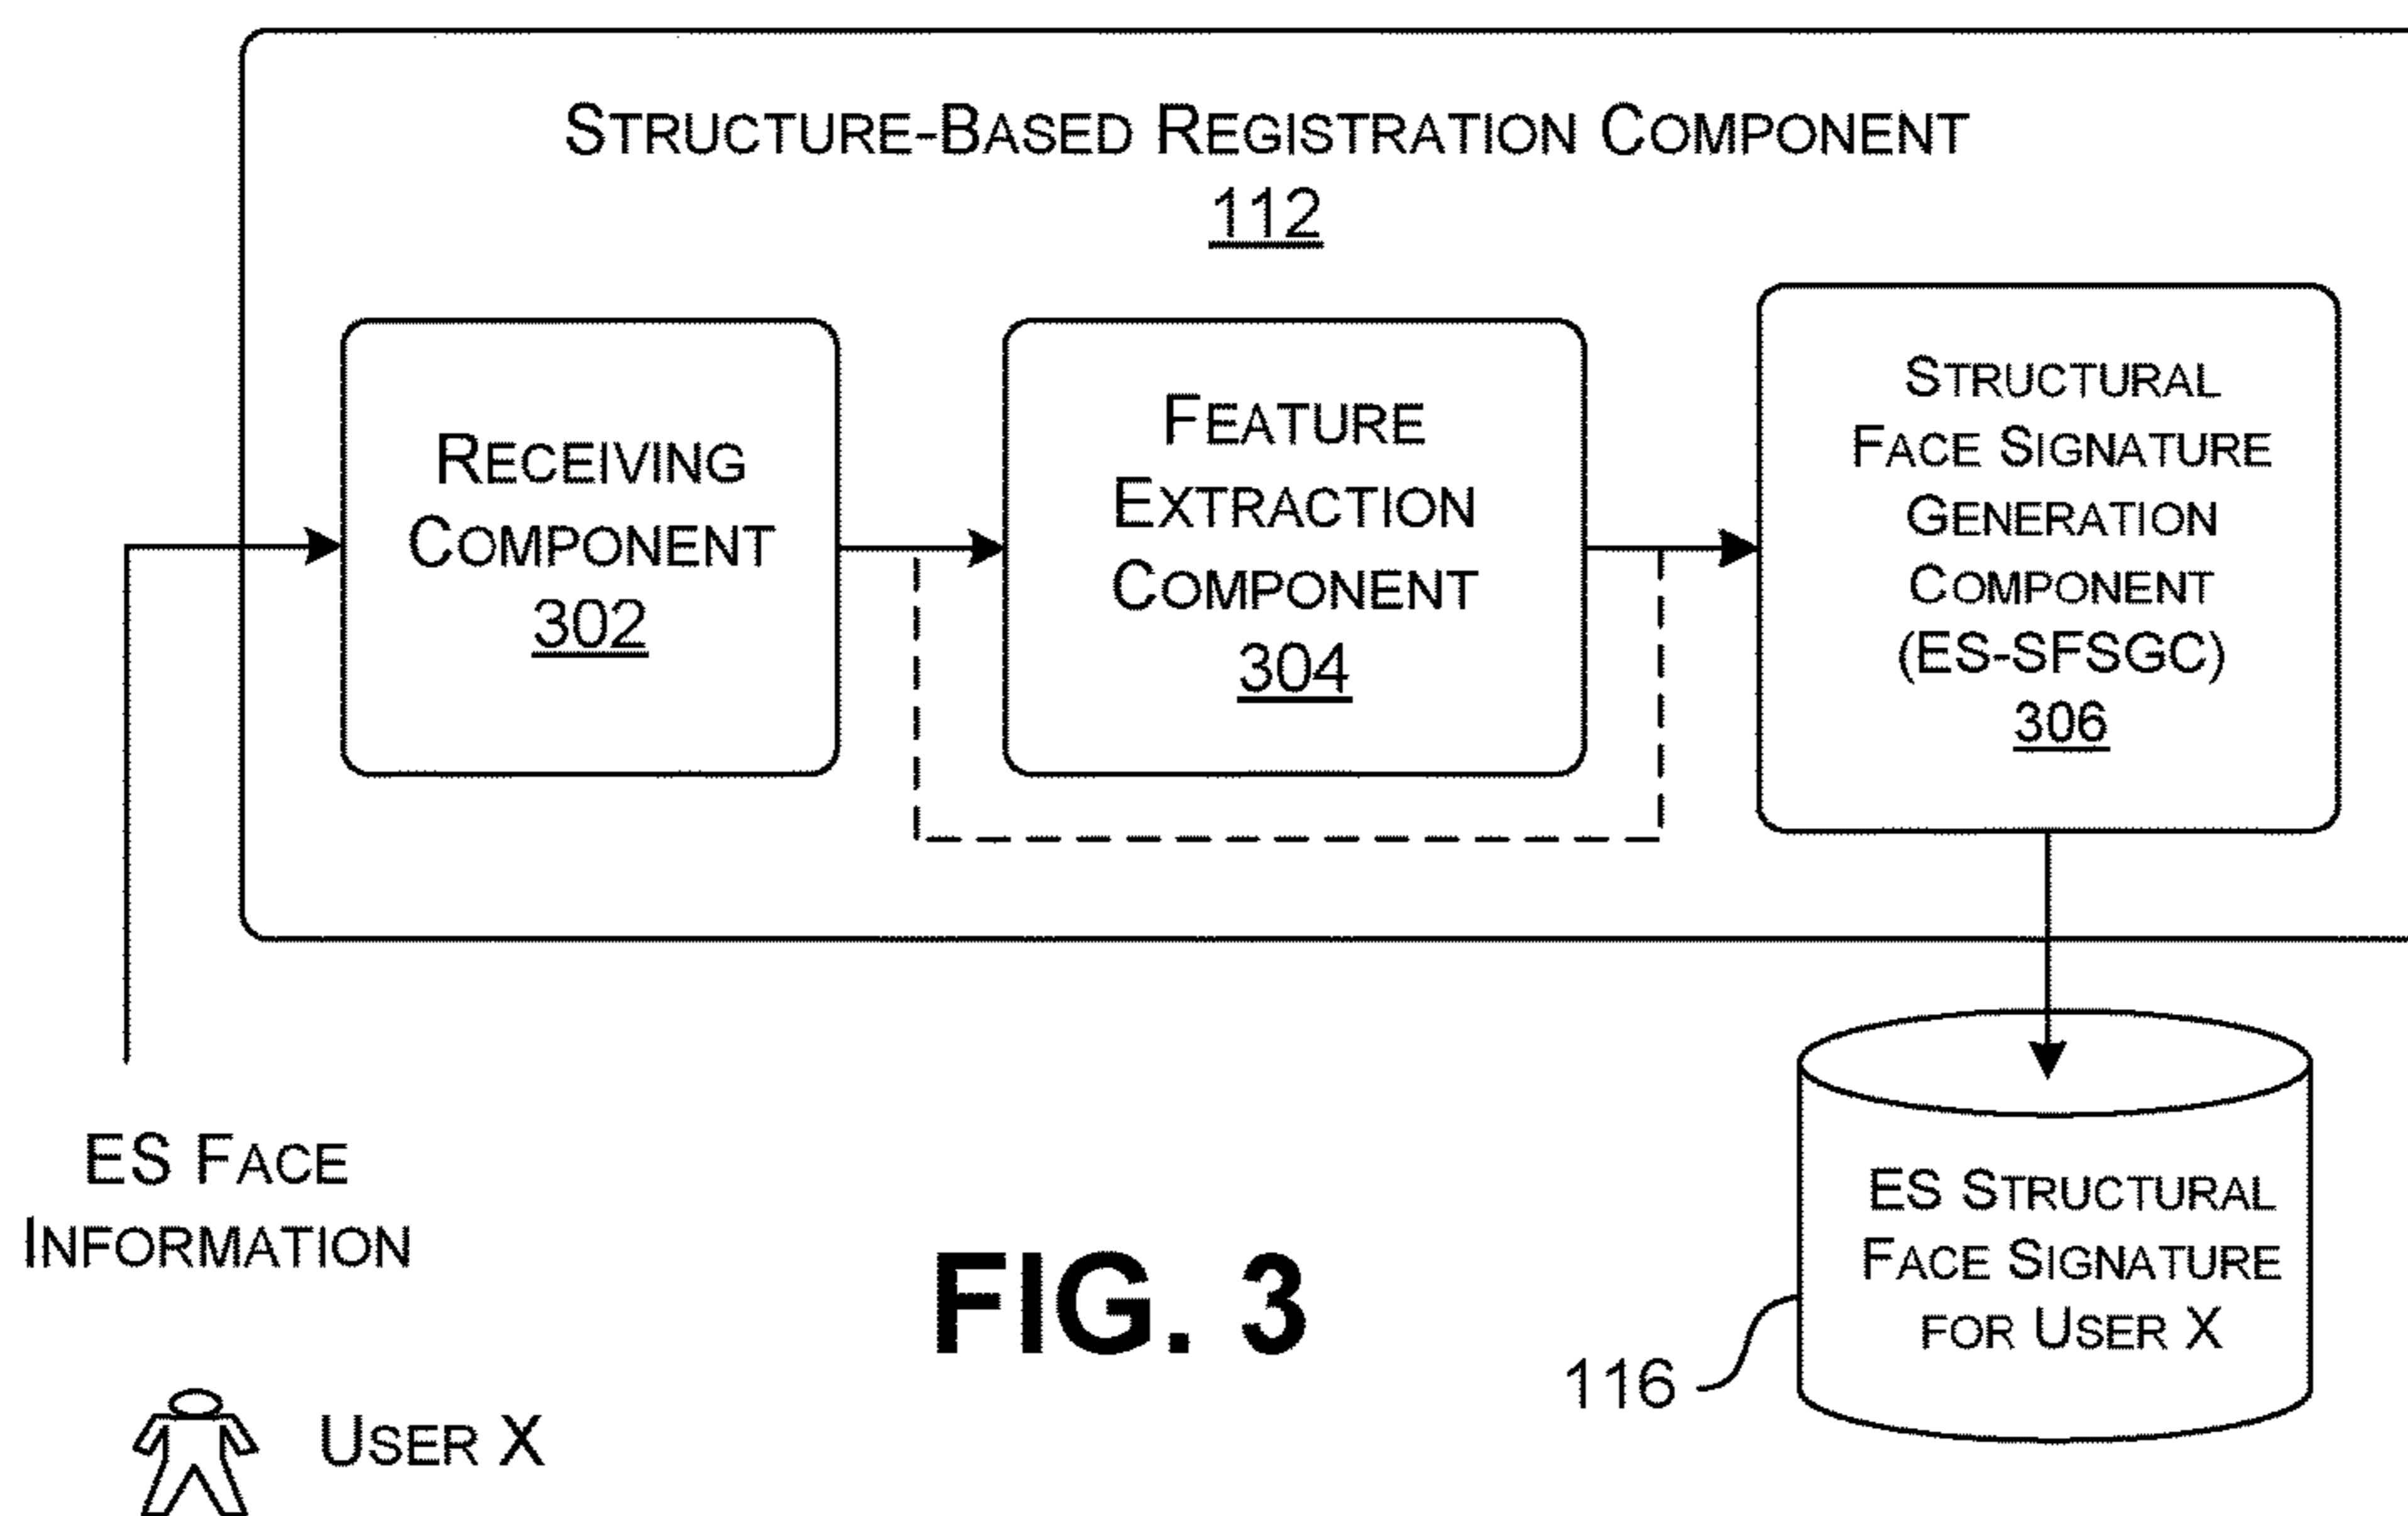 STRUCTURE-BASED REGISTRATION COMPONENT
112
RECEIVING
COMPONENT
302
FEATURE
EXTRACTION
COMPONENT
304
STRUCTURAL
FACE SIGNATURE
GENERATION
COMPONENT
(ES-SFSGC)
306
ES FACE
INFORMATION
USER X
FIG. 3
116
ES STRUCTURAL
FACE SIGNATURE
FOR USER X